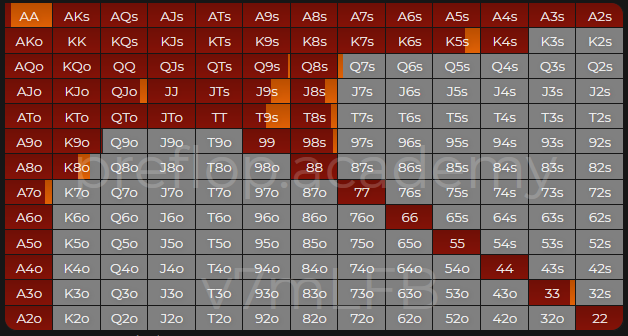 AA AKs AQs AJs ATs A9s A8s A7s A6s A5s A4s A3s A2s
AKo KK KQs KJs KTs K9s K8s K7s K6s K5s K4s K3s K2s
AQo KQo QQ QJs QTs Q9s Q8s Q7s Q6s Q5s Q4s Q3s Q2s
AJo KJo QJo JJ JTs J9s J8s J7s J6s J5s J4s J3s J2s
ATo KTo QTo JTo TT T9s T8s T7s T6s T5s T4s T3s T2s
A9o K9o Q9o J9o T9o 99 98s 97s 96s 95s 94s 93s 92s
A8o K8o Q8o J8o T8o 98o 88 87s 86s 85s 84s 83s 82s
preflop.academy
A7o K7o Q7o J7o T7o 97o 87o 77 76s 75s 74s 73s 72s
A6o K6o Q6o J6o T6o 96o 86o 76o 66 65s 64s 63s 62s
A5o K5o Q5o J5o T5o 95o 85o 75o 65o 55 54s 53s 52s
A4o K4o Q4o J4o T4o 94o 84o 74o 64o 54o 44 43s 42s
v7mLFB
A3o K3o Q3o J3o T3o 93o 83o 73o 63o 53o 43o 33 32s
A2o K2o Q2o J2o T2o 92o 82o 72o 62o 52o 42o 32o 22